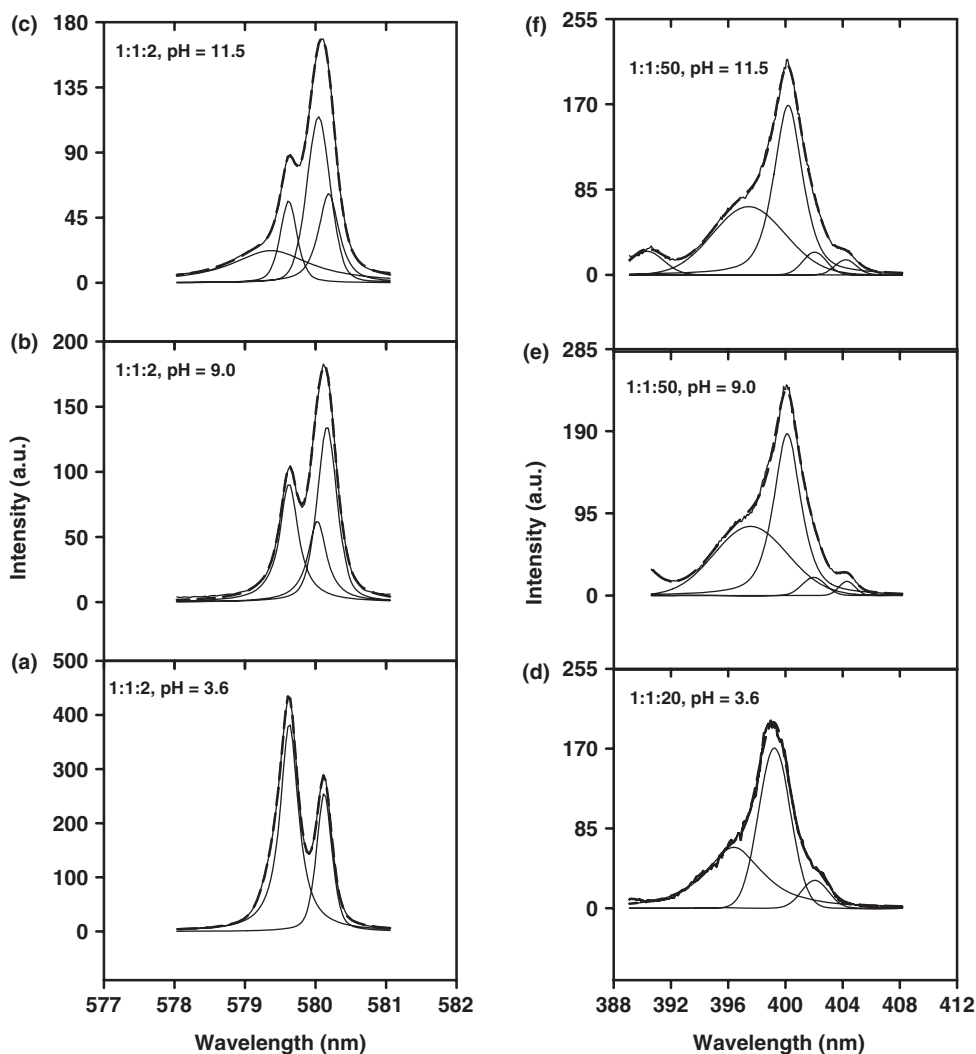 (c)
180
135
90
45
0
1:1:2, pH = 11.5
(b)
200
150
100
50
0
1:1:2, pH = 9.0
Intensity (a.u.)
(a)
500
400
300
200
100
0
1:1:2, pH = 3.6
577 578 579 580 581 582
Wavelength (nm)
(f)
255
170
85
0
1:1:50, pH = 11.5
(e)
285
190
95
0
1:1:50, pH = 9.0
Intensity (a.u.)
(d)
255
170
85
0
1:1:20, pH = 3.6
388 392 396 400 404 408 412
Wavelength (nm)